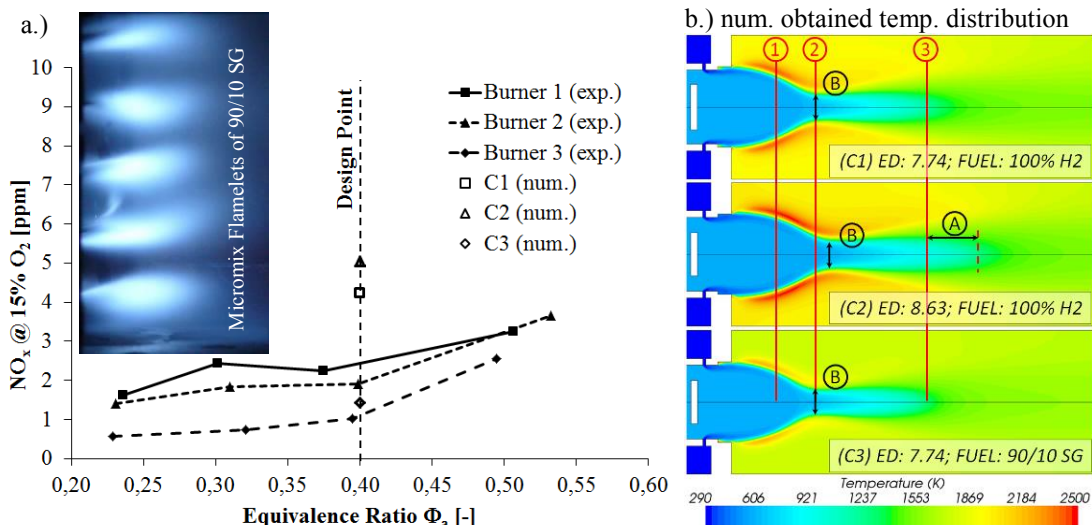 a.)
Micromix Flamelets of 90/10 SG
NOx @ 15% O2 [ppm]
10
9
8
7
6
5
4
3
2
1
0
0,20 0,25 0,30 0,35 0,40 0,45 0,50 0,55 0,60
Equivalence Ratio Φa [-]
Design Point
Burner 1 (exp.)
Burner 2 (exp.)
Burner 3 (exp.)
C1 (num.)
C2 (num.)
C3 (num.)
b.) num. obtained temp. distribution
1 2 3
B
(C1) ED: 7.74; FUEL: 100% H2
A
B
(C2) ED: 8.63; FUEL: 100% H2
B
(C3) ED: 7.74; FUEL: 90/10 SG
Temperature (K)
290 606 921 1237 1553 1869 2184 2500